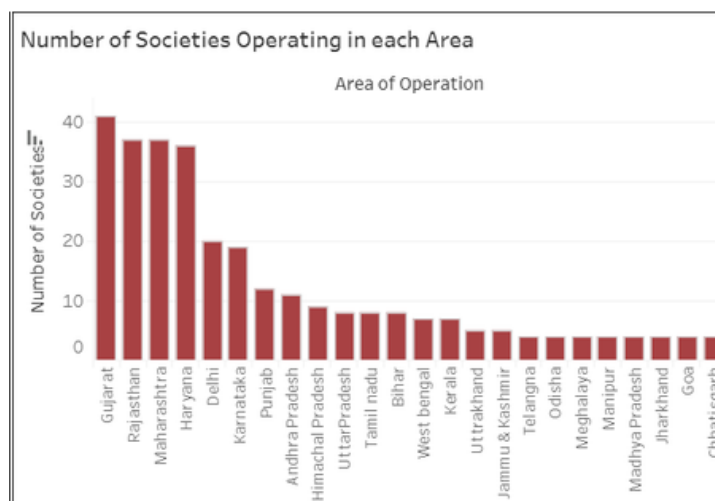 Number of Societies Operating in each Area
Area of Operation
Number of Societies
40
30
20
10
0
Gujarat
Rajasthan
Maharashtra
Haryana
Delhi
Karnataka
Punjab
Andhra Pradesh
Himachal Pradesh
UttarPradesh
Tamil nadu
Bihar
West bengal
Kerala
Uttrakhand
Jammu & Kashmir
Telangna
Odisha
Meghalaya
Manipur
Madhya Pradesh
Jharkhand
Goa
Chhatisgarh